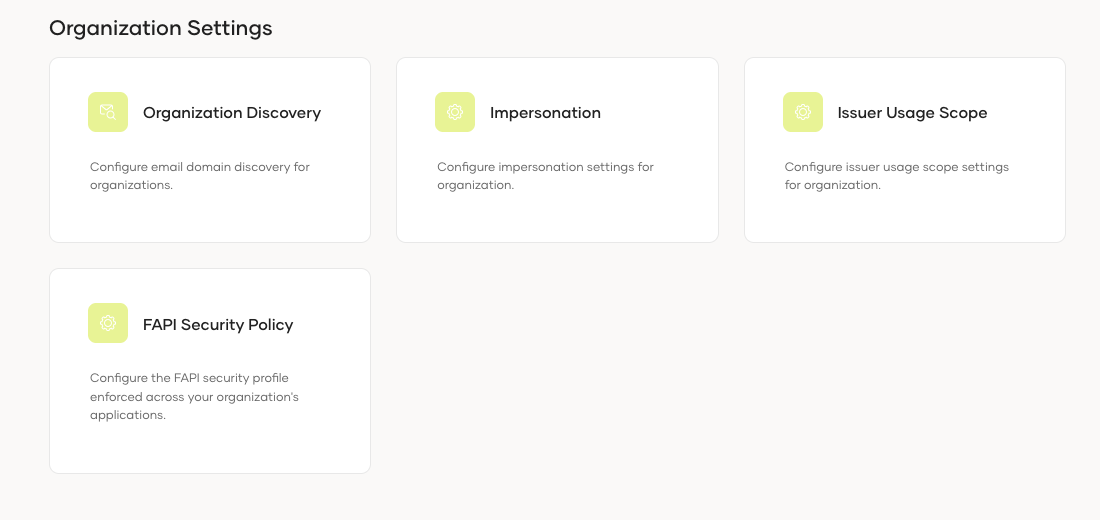 Organization Settings
Organization Discovery
Configure email domain discovery for
organizations.
Impersonation
Configure impersonation settings for
organization.
Issuer Usage Scope
Configure issuer usage scope settings
for organization.
FAPI Security Policy
Configure the FAPI security profile
enforced across your organization's
applications.